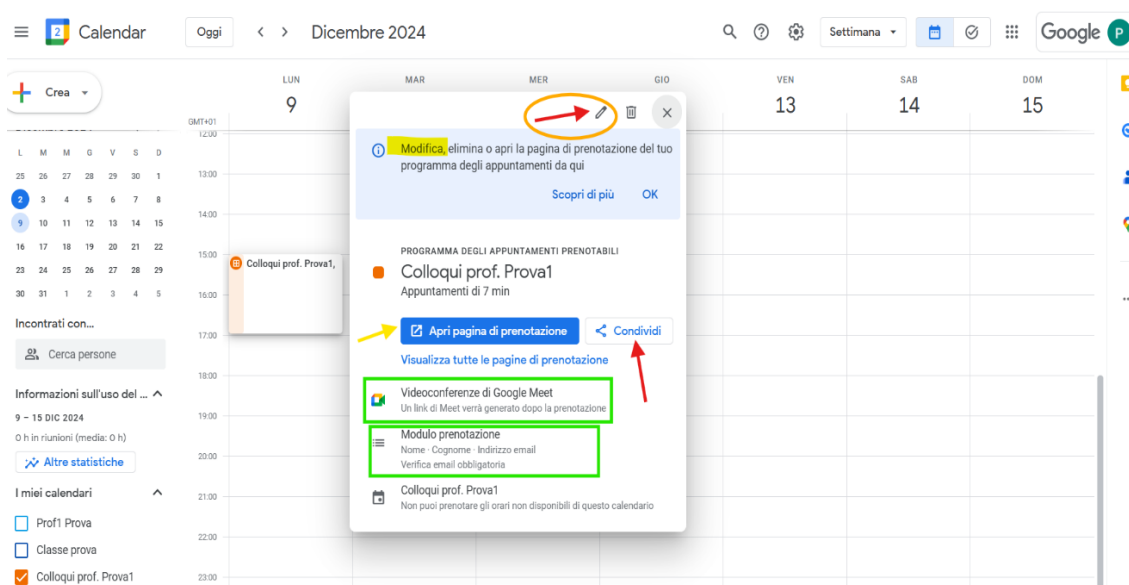 Calendar
Oggi
Dicembre 2024
Settimana
Google
P
Crea
LUN
MAR
MER
GIO
VEN
SAB
DOM
9
13
14
15
GMT+01
L M M G V S D
25 26 27 28 29 30 1
2 3 4 5 6 7 8
9 10 11 12 13 14 15
16 17 18 19 20 21 22
23 24 25 26 27 28 29
30 31 1 2 3 4 5
Incontrati con...
Cerca persone
Informazioni sull'uso del ...
9 – 15 DIC 2024
0 h in riunioni (media: 0 h)
Altre statistiche
I miei calendari
Prof1 Prova
Classe prova
Colloqui prof. Prova1
12:00
13:00
14:00
15:00
16:00
17:00
18:00
19:00
20:00
21:00
22:00
23:00
Colloqui prof. Prova1,
Modifica, elimina o apri la pagina di prenotazione del tuo
programma degli appuntamenti da qui
Scopri di più
OK
PROGRAMMA DEGLI APPUNTAMENTI PRENOTABILI
Colloqui prof. Prova1
Appuntamenti di 7 min
Apri pagina di prenotazione
Condividi
Visualizza tutte le pagine di prenotazione
Videoconferenze di Google Meet
Un link di Meet verrà generato dopo la prenotazione
Modulo prenotazione
Nome · Cognome · Indirizzo email
Verifica email obbligatoria
Colloqui prof. Prova1
Non puoi prenotare gli orari non disponibili di questo calendario